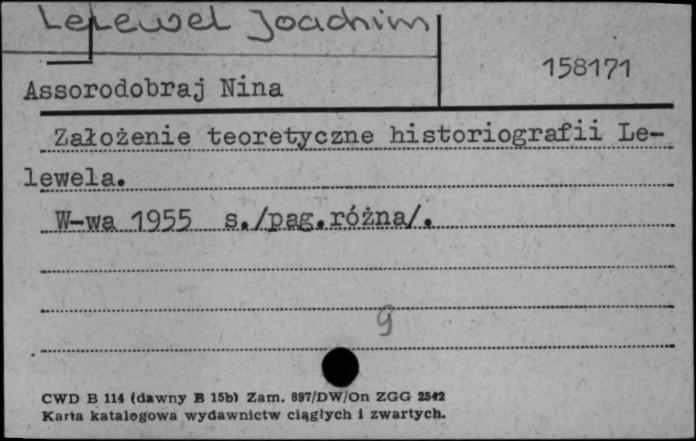 Lelewel Joachim
158171
Assorodobraj Nina
Założenie teoretyczne historiografii Le-
lewela.
W-wa 1955 s./pag.różna/.
9
CWD B 114 (dawny B 15b) Zam. 897/DW/On ZGG 2542
Karta katalogowa wydawnictw ciągłych i zwartych.